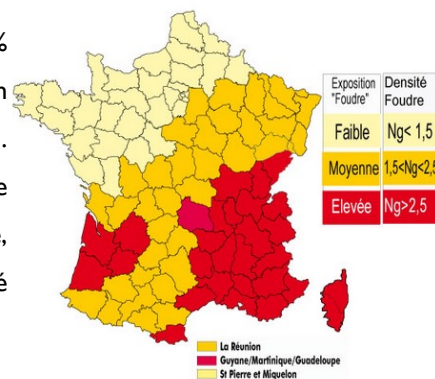 %
n
.
e
e,
é
Exposition "Foudre" Densité Foudre
Faible Ng< 1,5
Moyenne 1,5<Ng<2,5
Elevée Ng>2,5
La Réunion
Guyane/Martinique/Guadeloupe
St Pierre et Miquelon